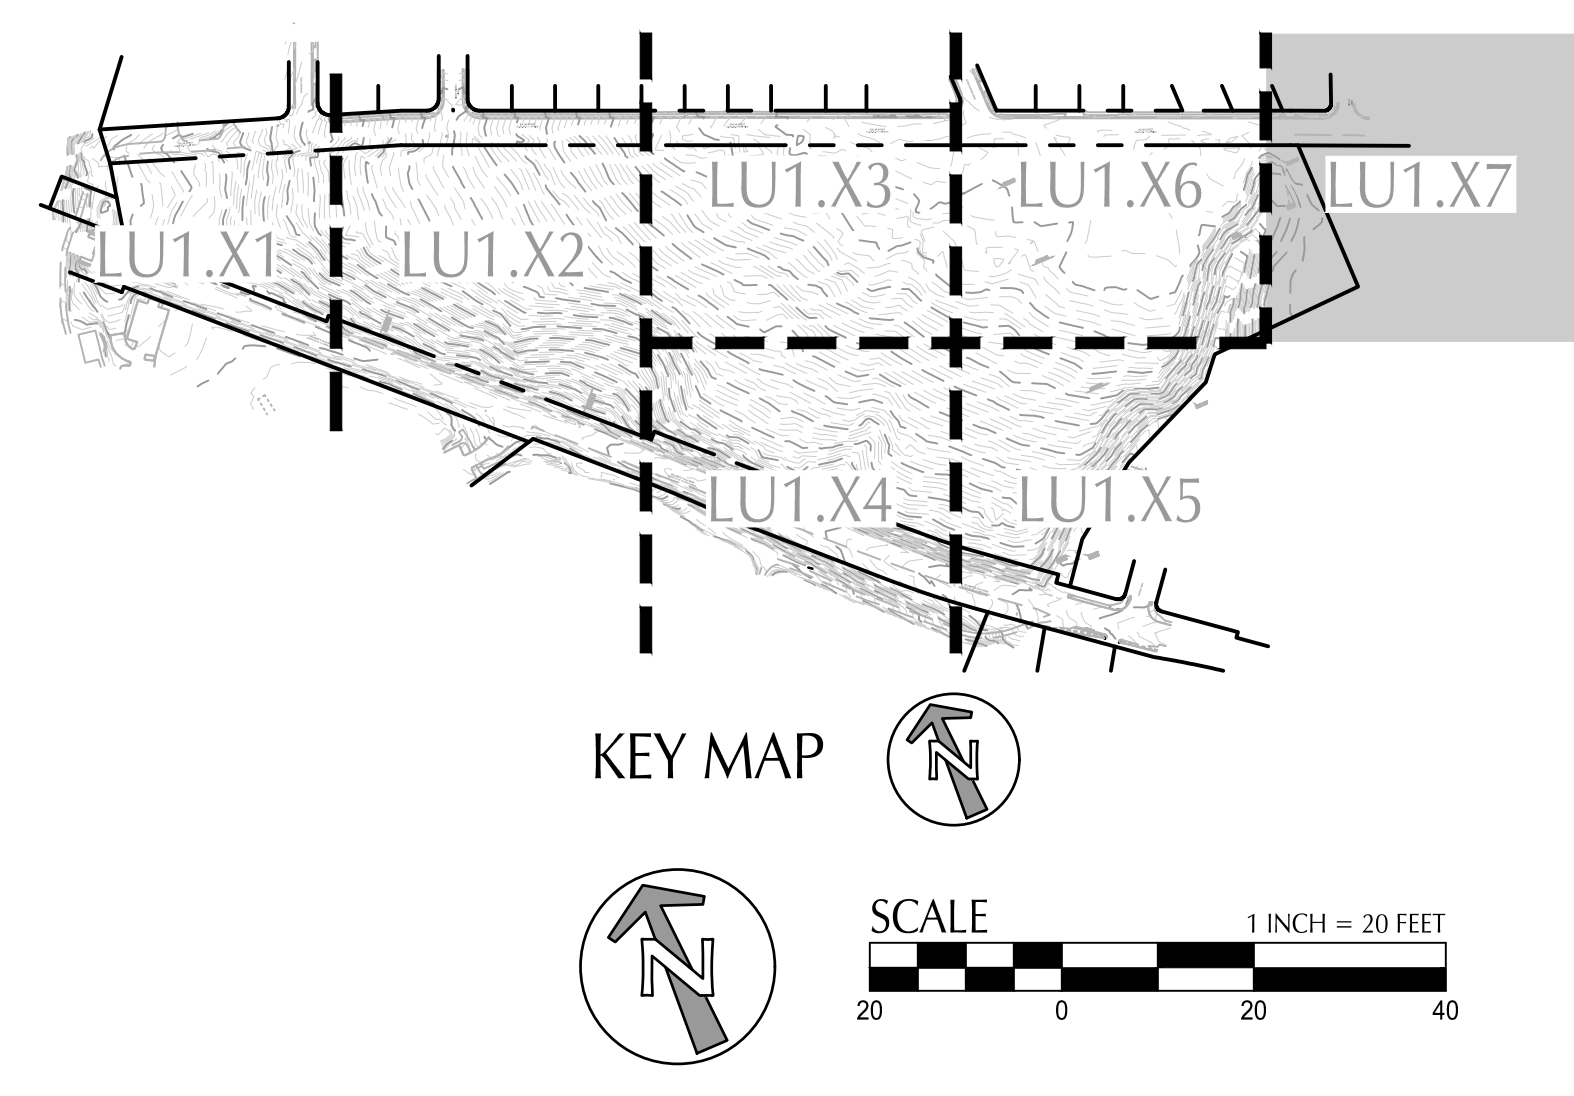 LU1.X3
LU1.X6
LU1.X7
LU1.X1
LU1.X2
LU1.X4
LU1.X5
KEY MAP
N
N
SCALE
1 INCH = 20 FEET
20 0 20 40